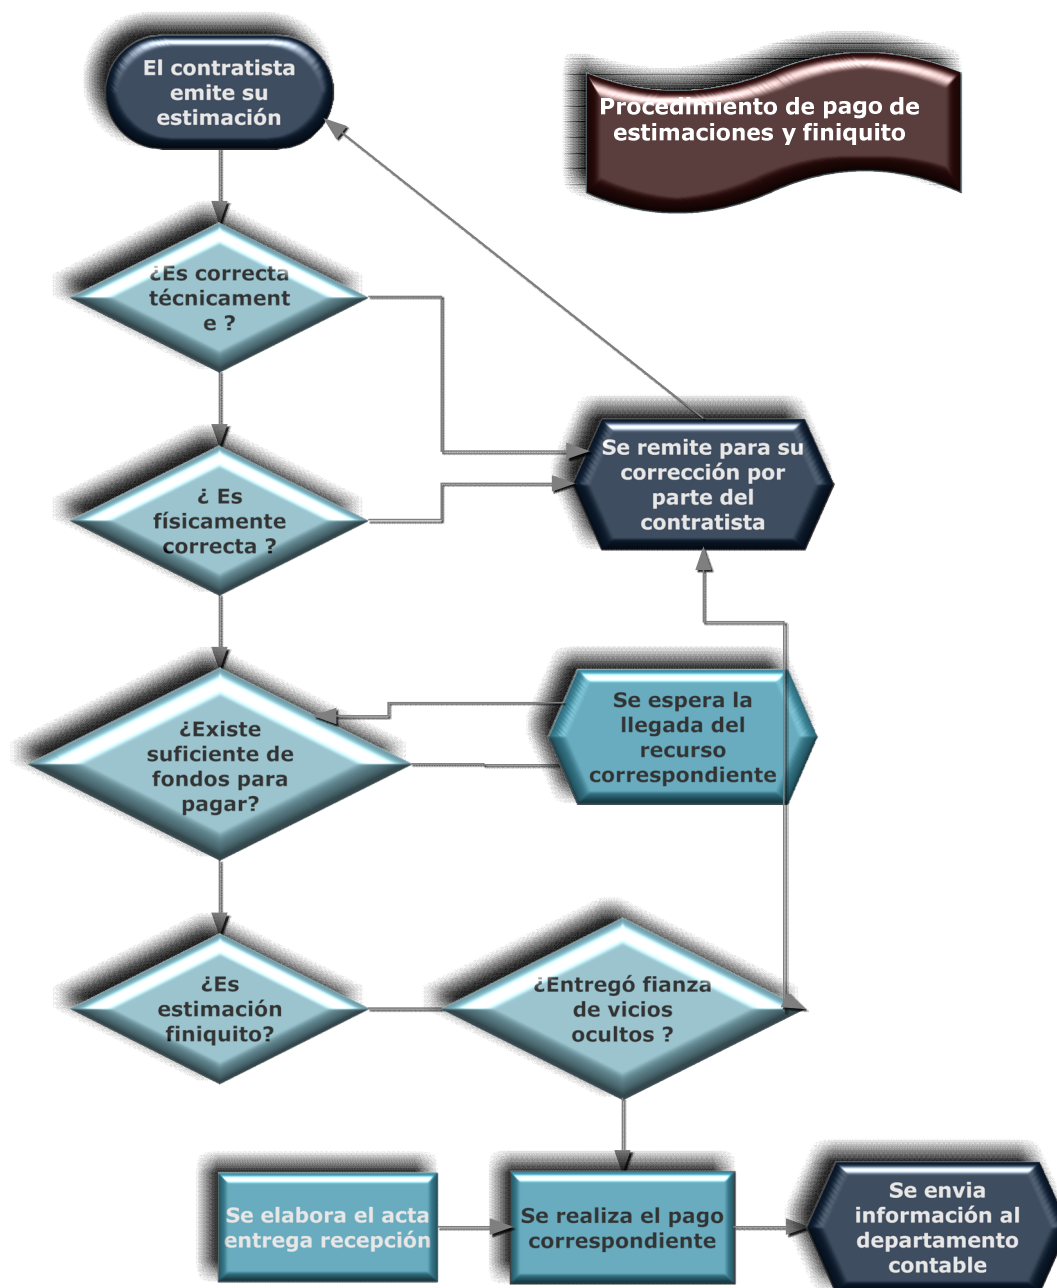 El contratista
emite su
estimación
Procedimiento de pago de
estimaciones y finiquito
¿Es correcta
técnicament
e ?
Se remite para su
corrección por
parte del
contratista
¿ Es
físicamente
correcta ?
Se espera la
llegada del
recurso
correspondiente
¿Existe
suficiente de
fondos para
pagar?
¿Es
estimación
finiquito?
¿Entregó fianza
de vicios
ocultos ?
Se elabora el acta
entrega recepción
Se realiza el pago
correspondiente
Se envia
información al
departamento
contable